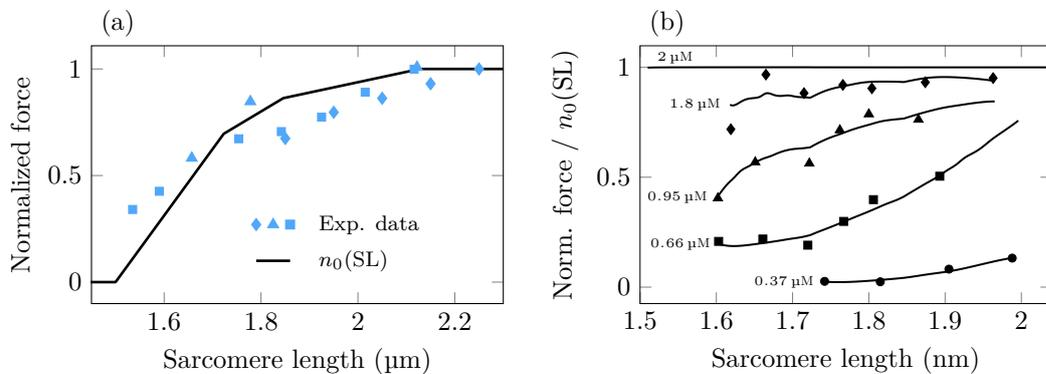 (a)
Normalized force
1
0.5
0
Exp. data
n₀(SL)
1.6 1.8 2 2.2
Sarcomere length (µm)
(b)
Norm. force / n₀(SL)
1
0.5
0
2 µM
1.8 µM
0.95 µM
0.66 µM
0.37 µM
1.5 1.6 1.7 1.8 1.9 2
Sarcomere length (nm)